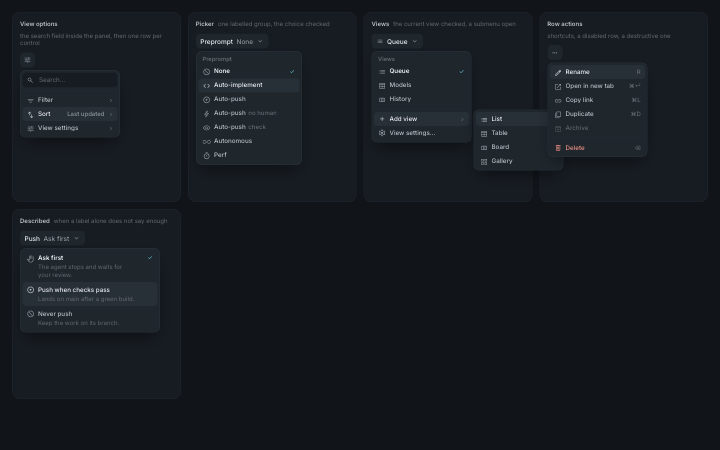 View options
the search field inside the panel, then one row per control
Search...
Filter
Sort Last updated
View settings
Picker one labelled group, the choice checked
Preprompt None
Preprompt
None
Auto-implement
Auto-push
Auto-push no human
Auto-push check
Autonomous
Perf
Views the current view checked, a submenu open
Queue
Views
Queue
Models
History
Add view
View settings...
List
Table
Board
Gallery
Row actions
shortcuts, a disabled row, a destructive one
Rename R
Open in new tab
Copy link ⌘L
Duplicate ⌘D
Archive
Delete
Described when a label alone does not say enough
Push Ask first
Ask first
The agent stops and waits for
your review.
Push when checks pass
Lands on main after a green build.
Never push
Keep the work on its branch.